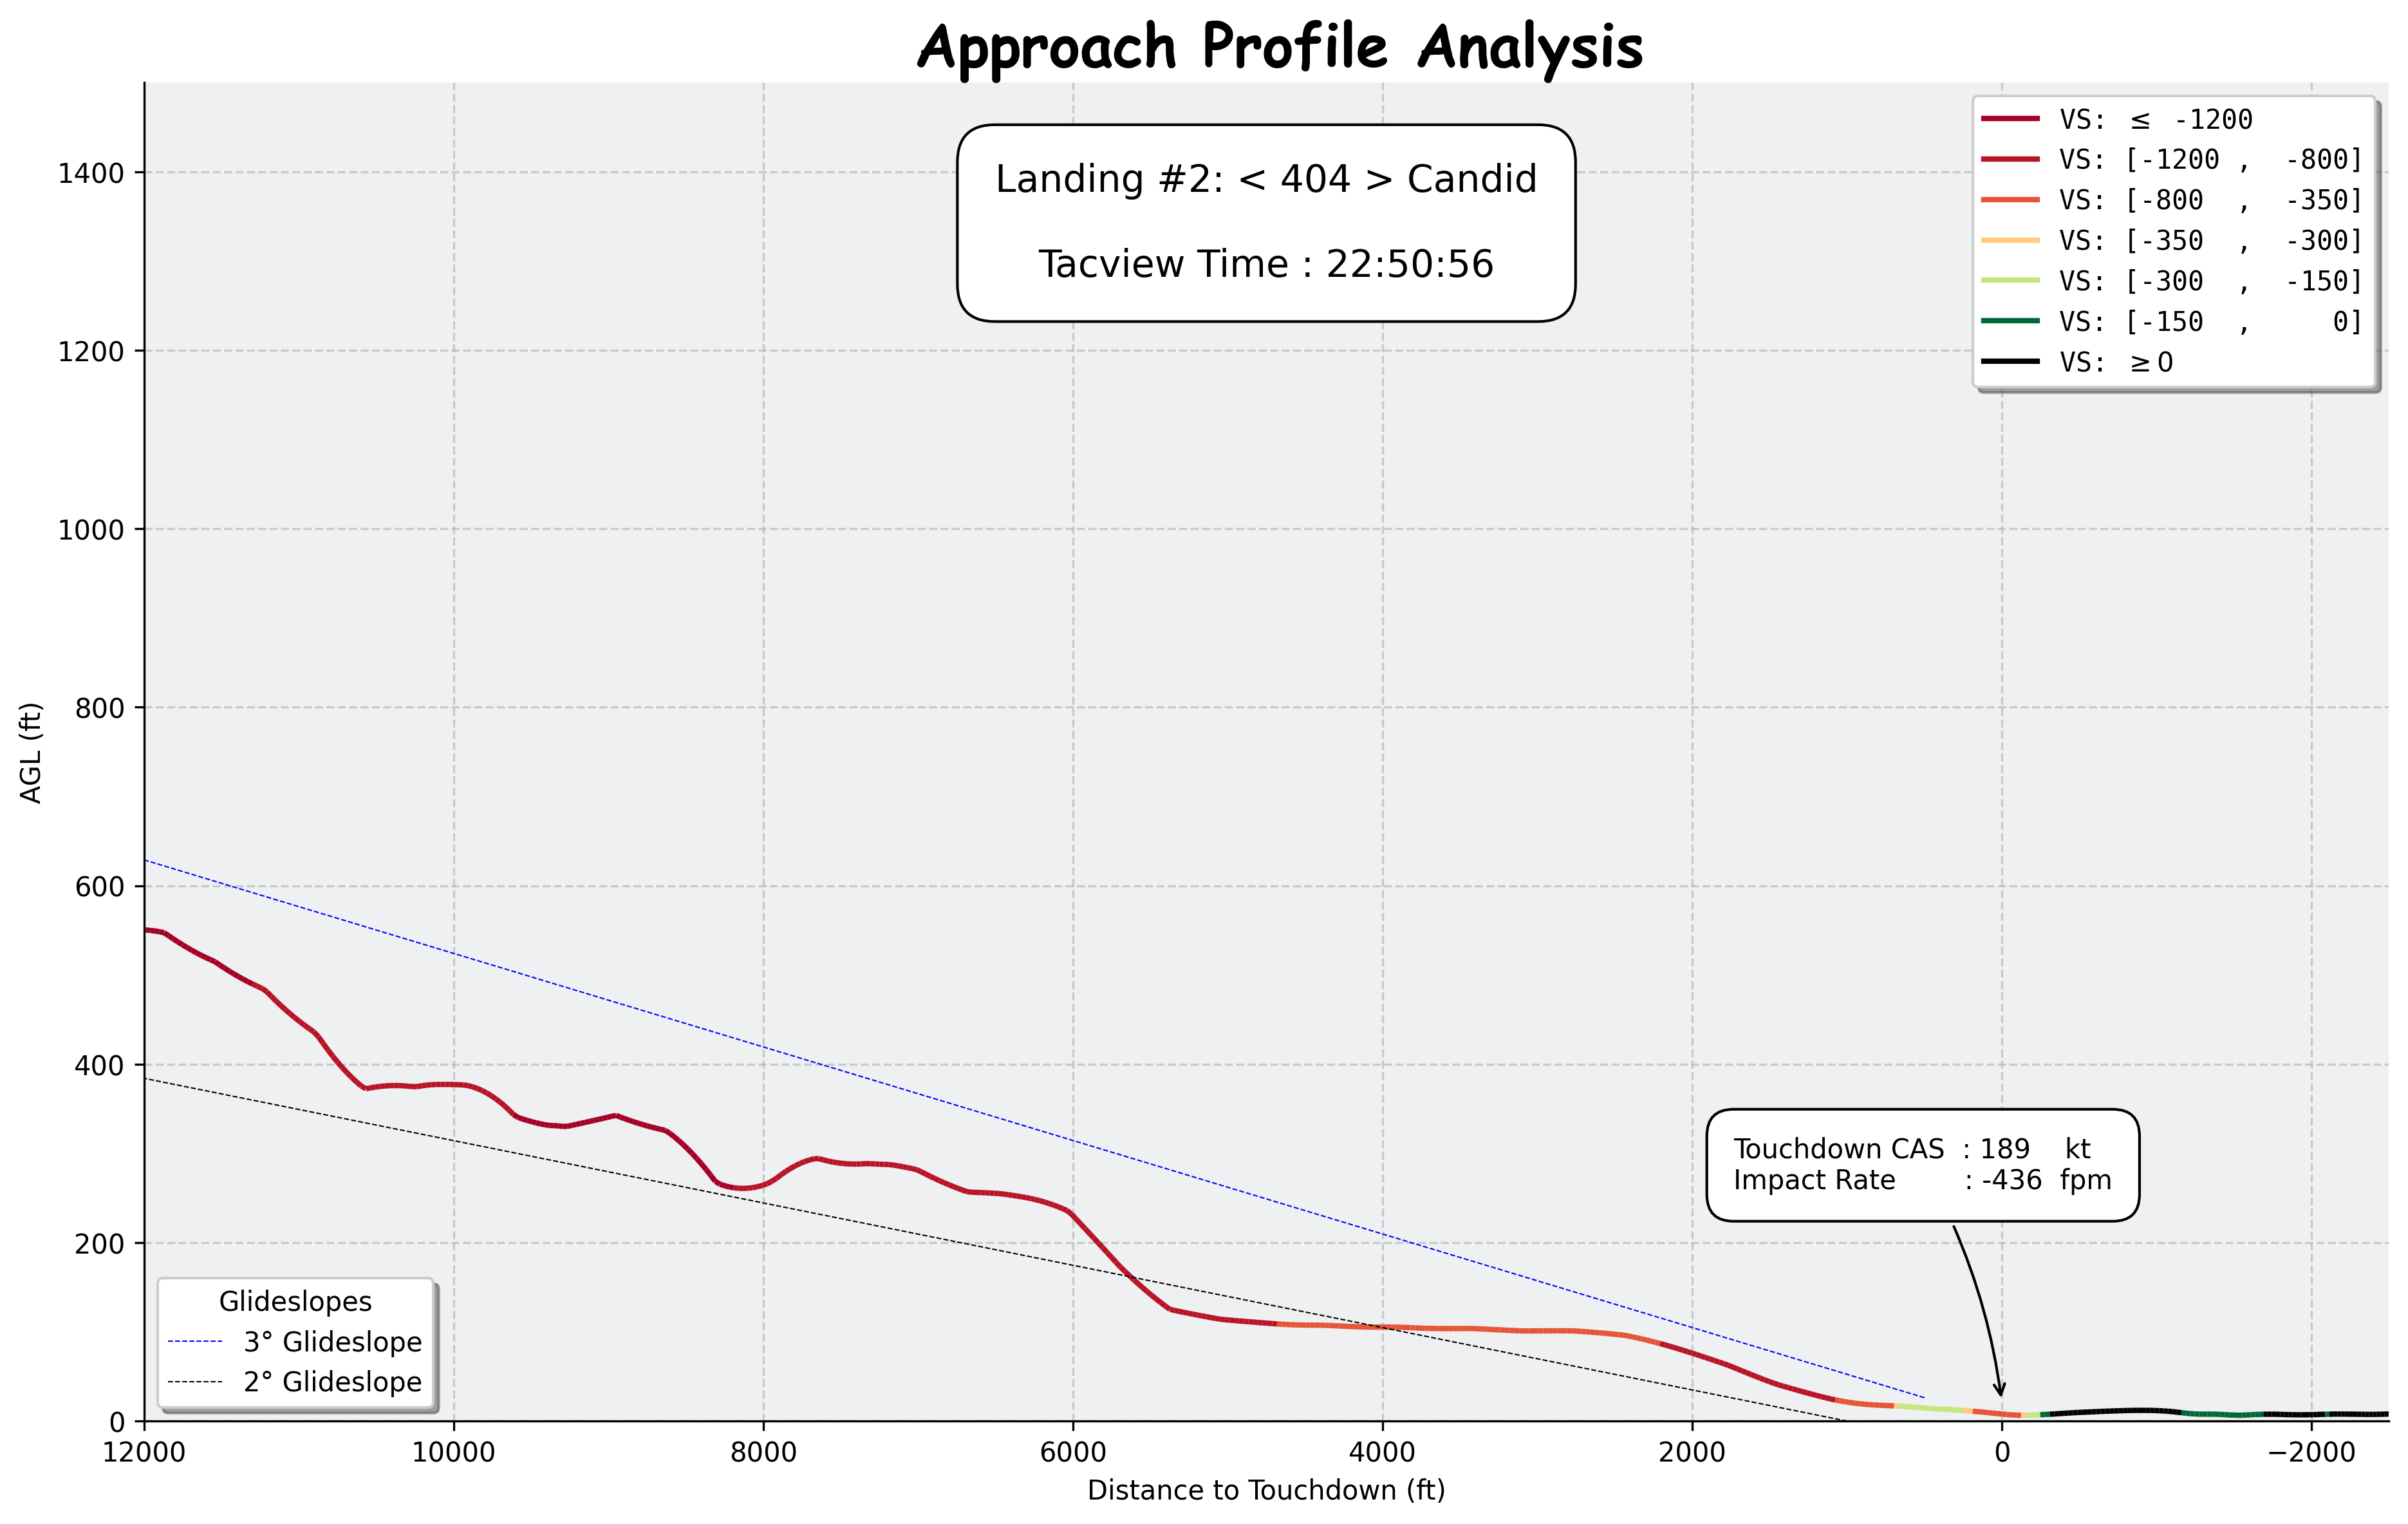 Approach Profile Analysis
Landing #2: < 404 > Candid
Tacview Time : 22:50:56
VS: ≤ -1200
VS: [-1200 , -800]
VS: [-800 , -350]
VS: [-350 , -300]
VS: [-300 , -150]
VS: [-150 , 0]
VS: ≥0
1400
1200
1000
800
600
400
200
0
AGL (ft)
Touchdown CAS : 189 kt
Impact Rate : -436 fpm
Glideslopes
3° Glideslope
2° Glideslope
12000 10000 8000 6000 4000 2000 0 −2000
Distance to Touchdown (ft)